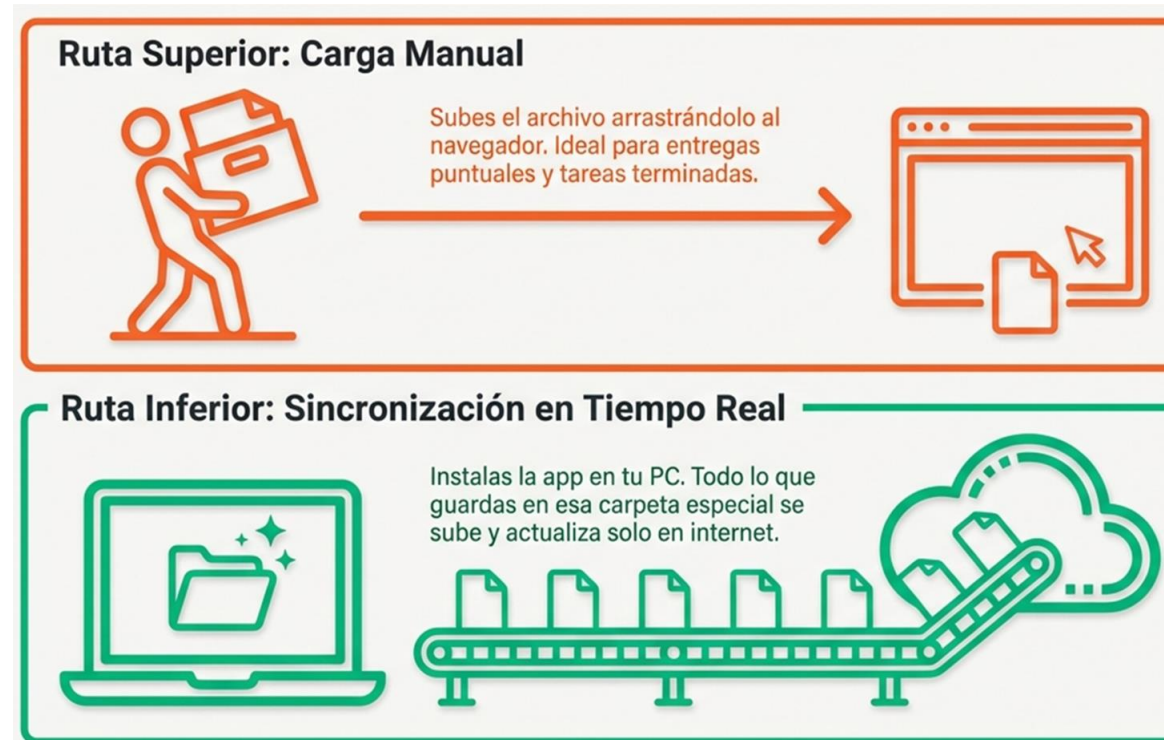 Ruta Superior: Carga Manual
Subes el archivo arrastrándolo al
navegador. Ideal para entregas
puntuales y tareas terminadas.
Ruta Inferior: Sincronización en Tiempo Real
Instalas la app en tu PC. Todo lo que
guardas en esa carpeta especial se
sube y actualiza solo en internet.